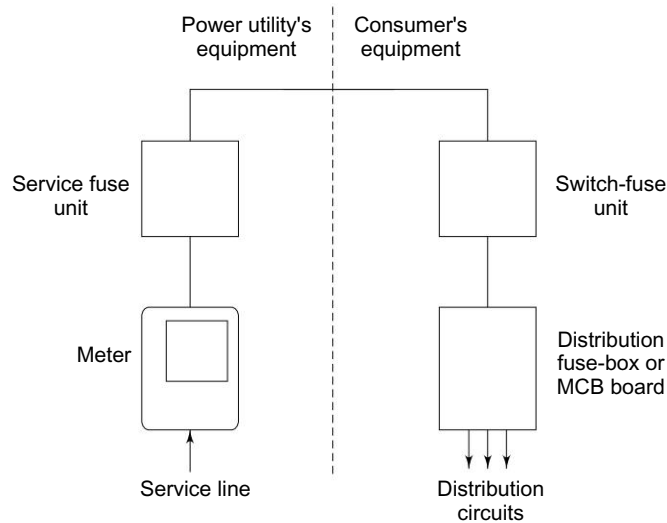 Power utility's
equipment
Consumer's
equipment
Service fuse
unit
Switch-fuse
unit
Meter
Distribution
fuse-box or
MCB board
Service line
Distribution
circuits